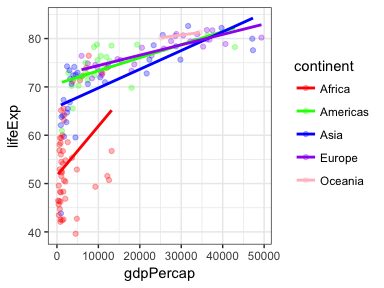 80
70
60
50
40
lifeExp
0
10000
20000
30000
40000
50000
gdpPercap
continent
Africa
Americas
Asia
Europe
Oceania